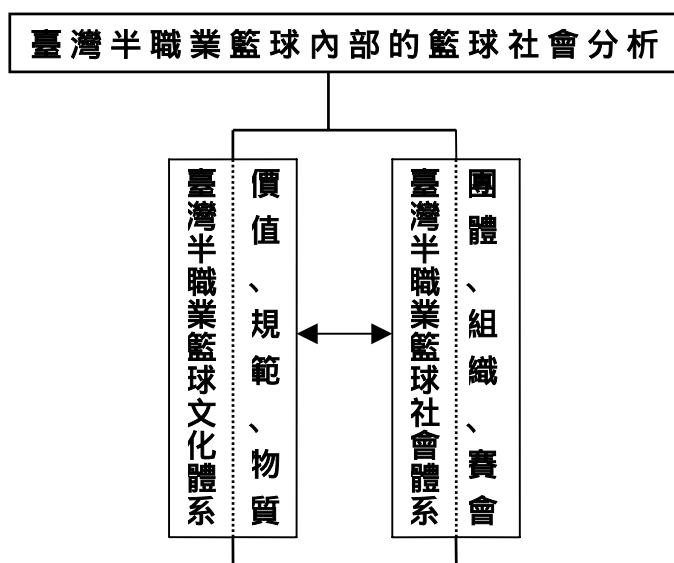 臺灣半職業籃球內部的籃球社會分析
臺灣半職業籃球文化體系
價值、規範、物質
臺灣半職業籃球社會體系
團體、組織、賽會